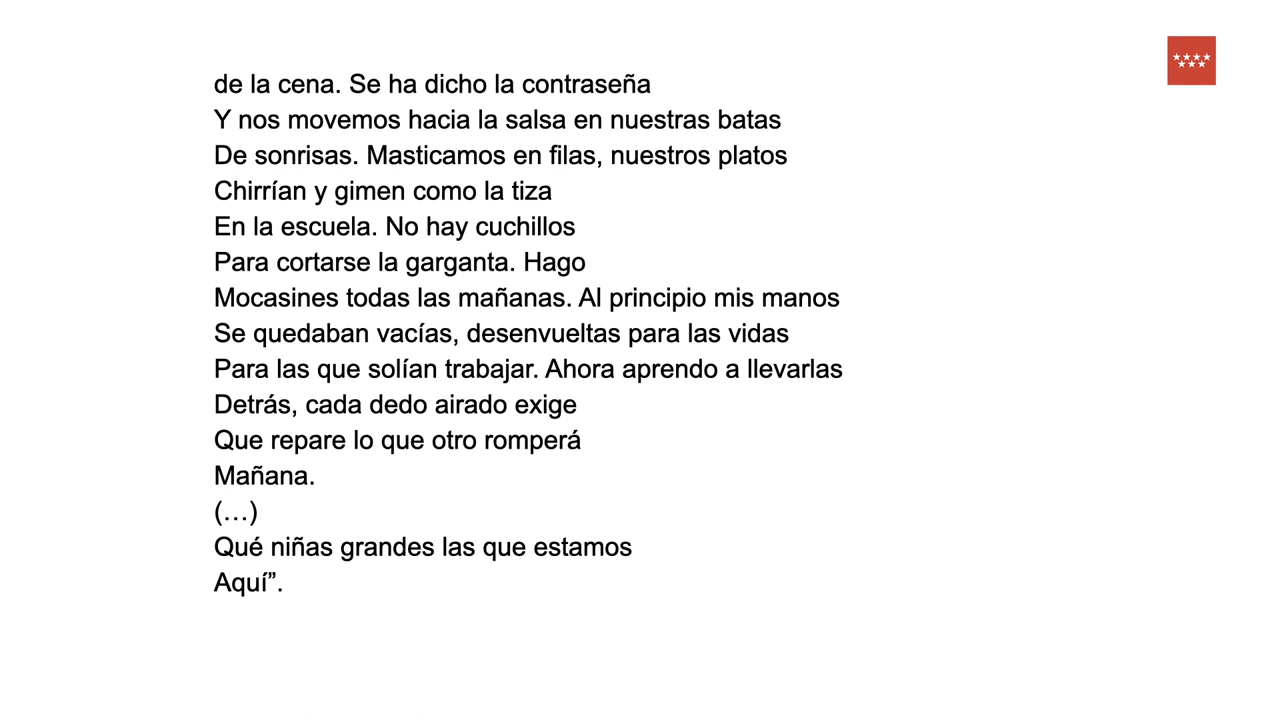 de la cena. Se ha dicho la contraseña
Y nos movemos hacia la salsa en nuestras batas
De sonrisas. Masticamos en filas, nuestros platos
Chirrían y gimen como la tiza
En la escuela. No hay cuchillos
Para cortarse la garganta. Hago
Mocasines todas las mañanas. Al principio mis manos
Se quedaban vacías, desenvueltas para las vidas
Para las que solían trabajar. Ahora aprendo a llevarlas
Detrás, cada dedo airado exige
Que repare lo que otro romperá
Mañana.
(…)
Qué niñas grandes las que estamos
Aquí”.